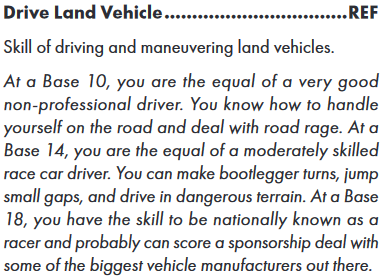 Drive Land Vehicle................................REF
Skill of driving and maneuvering land vehicles.
At a Base 10, you are the equal of a very good
non-professional driver. You know how to handle
yourself on the road and deal with road rage. At a
Base 14, you are the equal of a moderately skilled
race car driver. You can make bootlegger turns, jump
small gaps, and drive in dangerous terrain. At a Base
18, you have the skill to be nationally known as a
racer and probably can score a sponsorship deal with
some of the biggest vehicle manufacturers out there.